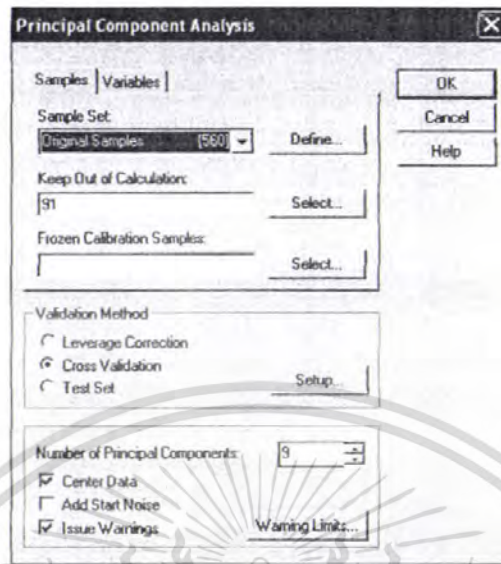 Principal Component Analysis
Samples
Variables
OK
Sample Set:
Original Samples [560]
Define...
Cancel
Help
Keep Out of Calculation:
91
Select...
Frozen Calibration Samples:
Select...
Validation Method
Leverage Correction
Cross Validation
Test Set
Setup...
Number of Principal Components:
9
Center Data
Add Start Noise
Issue Warnings
Warning Limits...